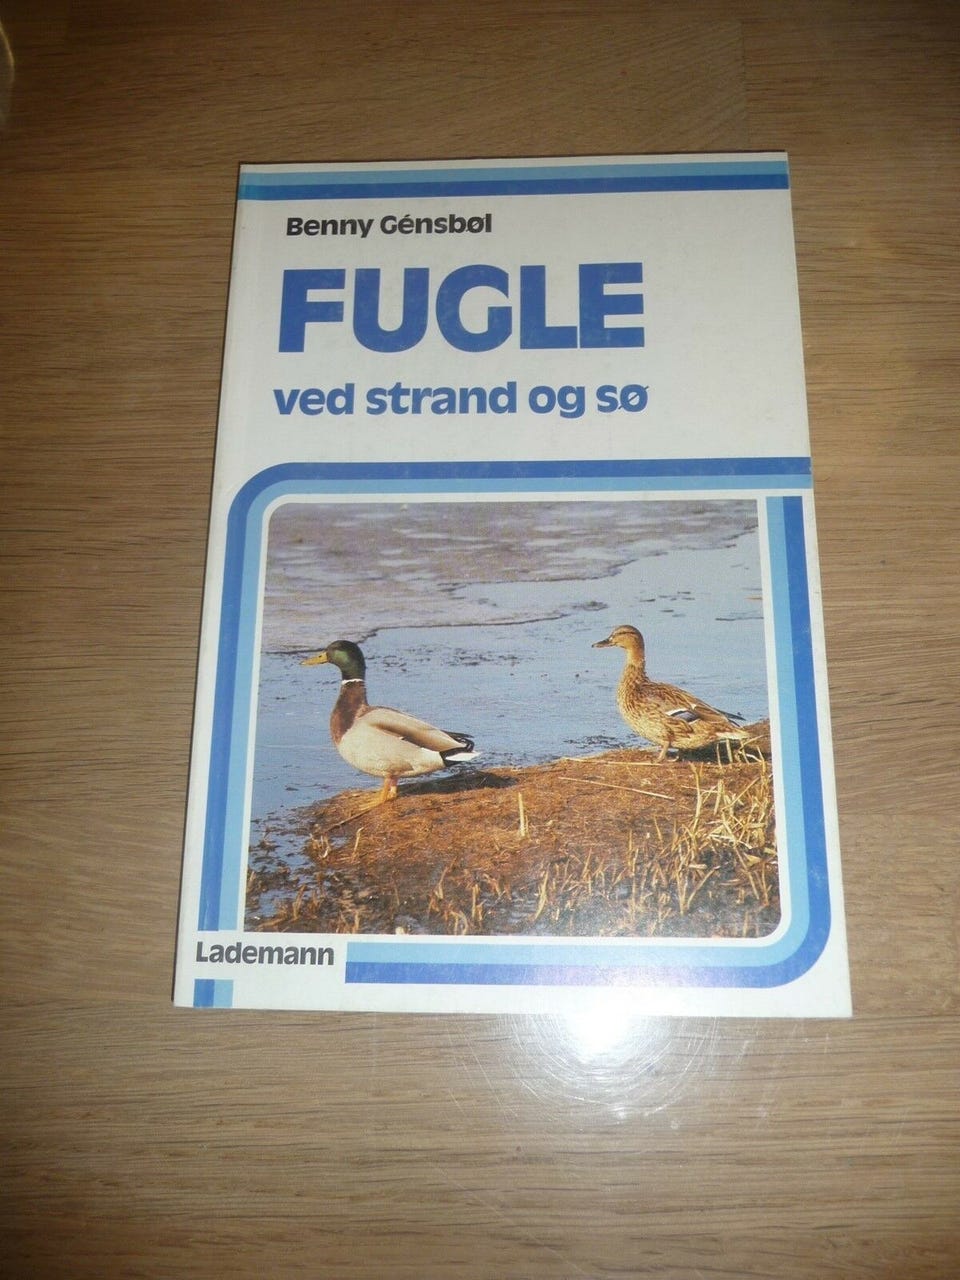 Benny Génsbøl
FUGLE
ved strand og sø
Lademann